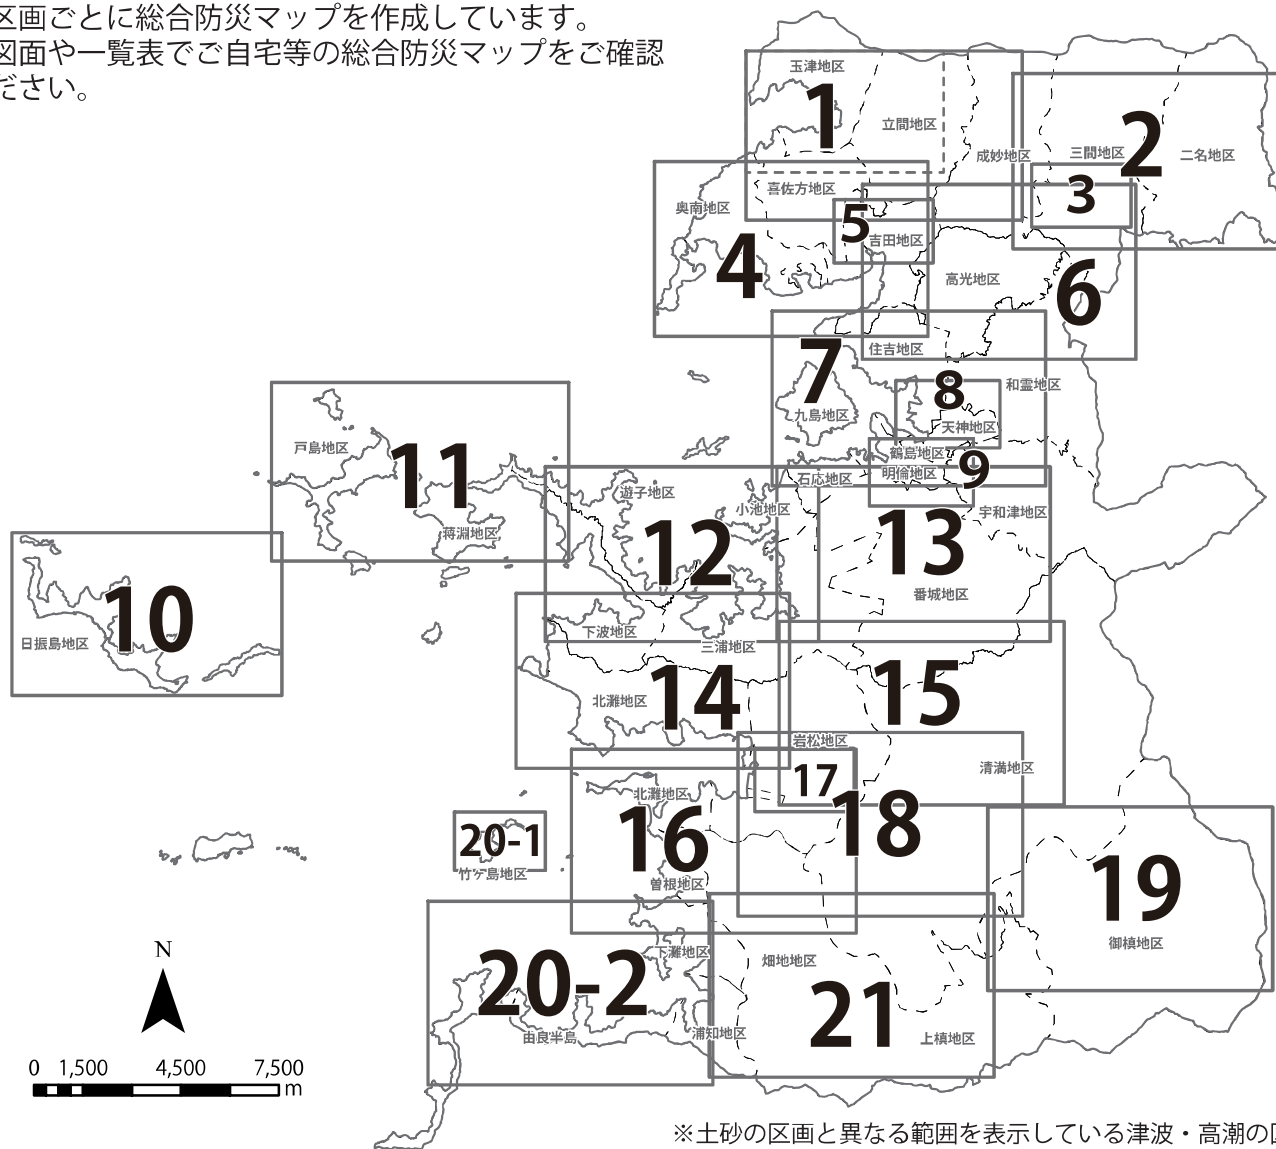 区画ごとに総合防災マップを作成しています。
図面や一覧表でご自宅等の総合防災マップをご確認
ださい。
玉津地区
1
立間地区
成妙地区
三間地区
2
二名地区
3
喜佐方地区
奥南地区
5
吉田地区
4
高光地区
6
住吉地区
7
和霊地区
8
九島地区
天神地区
戸島地区
11
鶴島地区
9
明倫地区
石応地区
遊子地区
小池地区
宇和津地区
蒋淵地区
12
13
番城地区
10
日振島地区
下波地区
三浦地区
15
14
北灘地区
岩松地区
清満地区
17
18
北灘地区
16
20-1
竹ヶ島地区
曽根地区
19
御槙地区
下灘地区
畑地地区
20-2
21
由良半島
浦知地区
上槙地区
N
0 1,500 4,500 7,500
m
※土砂の区画と異なる範囲を表示している津波・高潮の